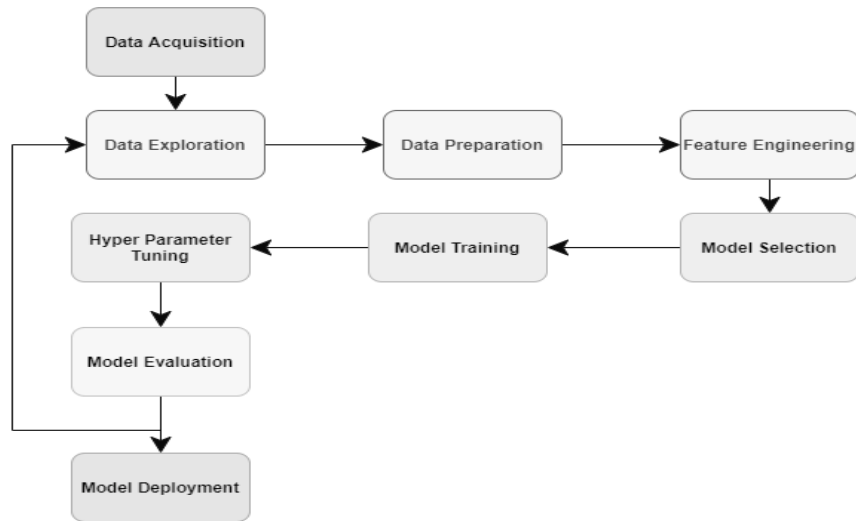 Data Acquisition
Data Exploration
Data Preparation
Feature Engineering
Hyper Parameter
Tuning
Model Training
Model Selection
Model Evaluation
Model Deployment